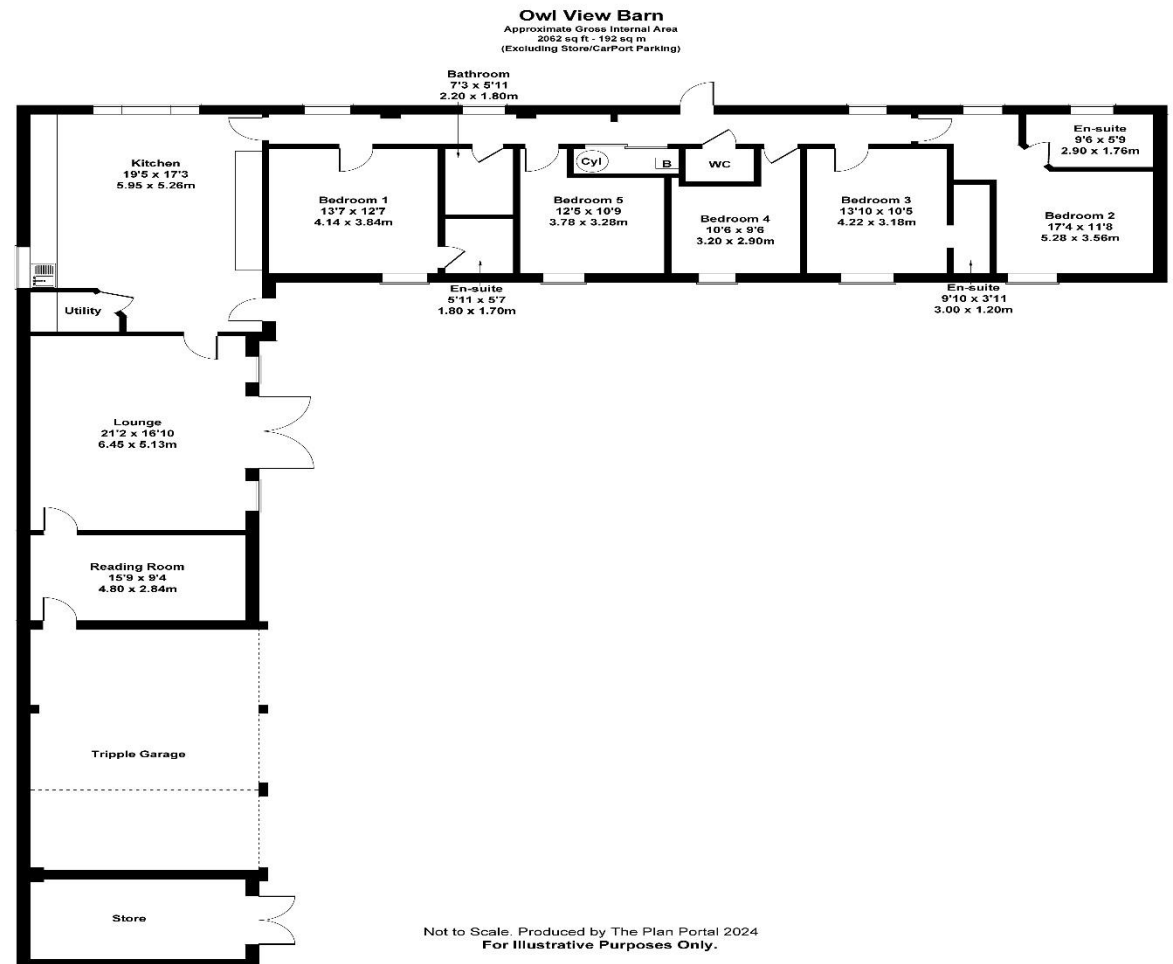 Owl View Barn
Approximate Gross Internal Area
2062 sq ft - 192 sq m
(Excluding Store/CarPort Parking)
Bathroom
7'3 x 5'11
2.20 x 1.80m
Kitchen
19'5 x 17'3
5.95 x 5.26m
Bedroom 1
13'7 x 12'7
4.14 x 3.84m
Cyl
B
Bedroom 5
12'5 x 10'9
3.78 x 3.28m
WC
Bedroom 4
10'6 x 9'6
3.20 x 2.90m
Bedroom 3
13'10 x 10'5
4.22 x 3.18m
En-suite
9'6 x 5'9
2.90 x 1.76m
Bedroom 2
17'4 x 11'8
5.28 x 3.56m
En-suite
5'11 x 5'7
1.80 x 1.70m
En-suite
9'10 x 3'11
3.00 x 1.20m
Utility
Lounge
21'2 x 16'10
6.45 x 5.13m
Reading Room
15'9 x 9'4
4.80 x 2.84m
Tripple Garage
Store
Not to Scale. Produced by The Plan Portal 2024
For Illustrative Purposes Only.